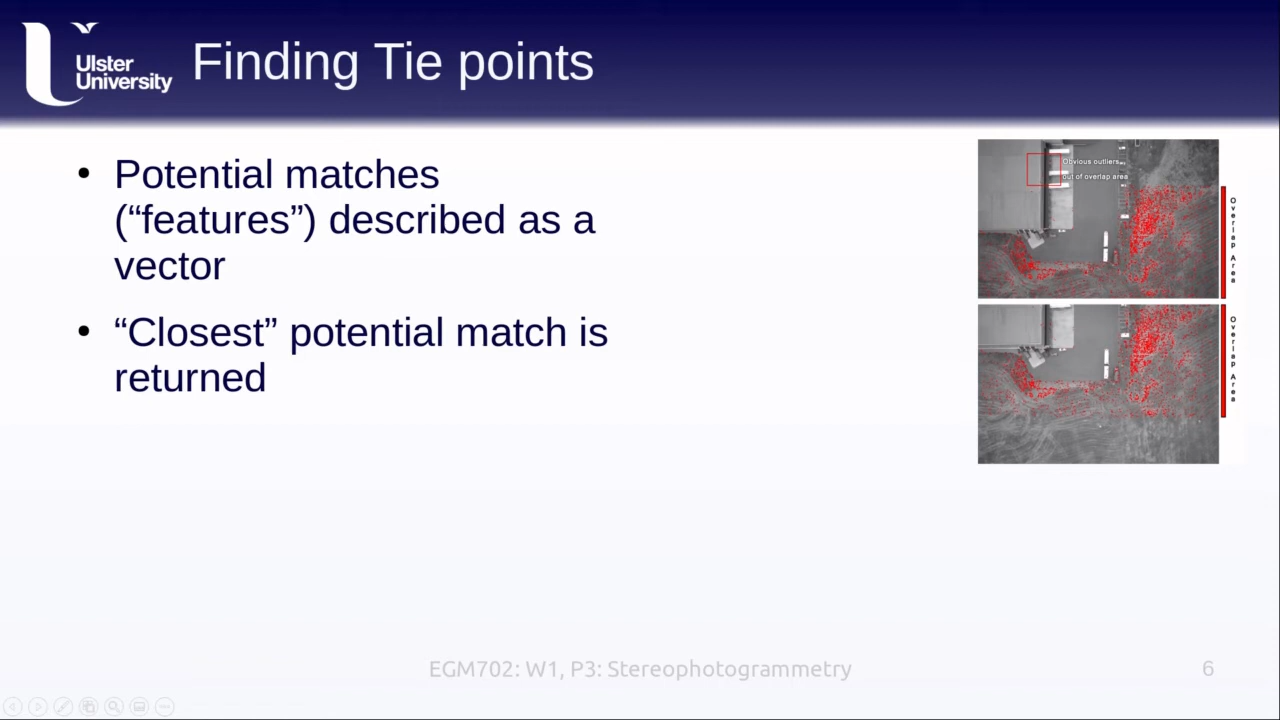 Ulster
University
Finding Tie points
• Potential matches
(“features”) described as a
vector
• “Closest” potential match is
returned
Obvious outliers
out of overlap area
Overlap Area
Overlap Area
EGM702: W1, P3: Stereophotogrammetry
6